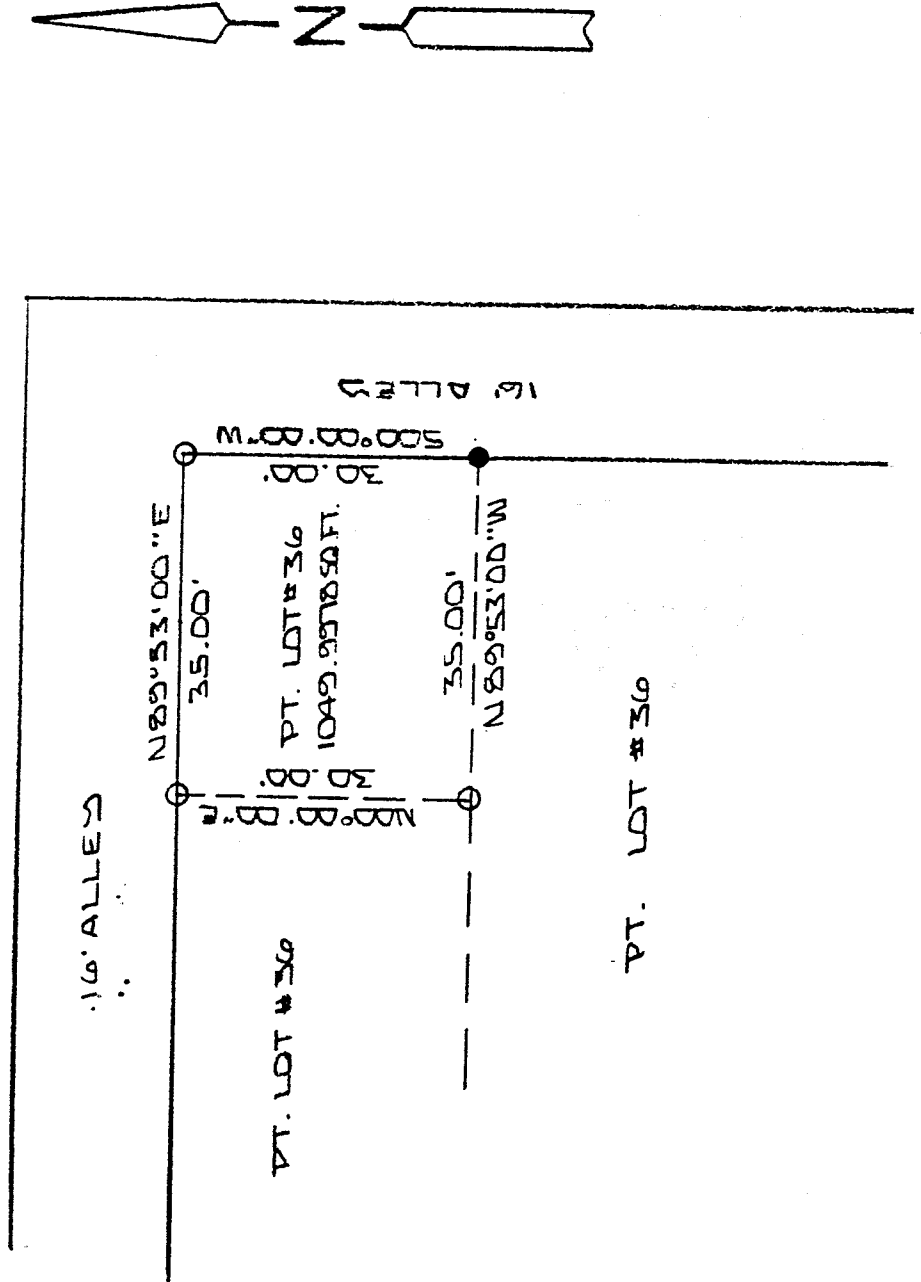 N
16' ALLEY
N89°53'00"E
35.00'
16' ALLEY
S00°00'00"W
30.00'
PT. LOT #36
1049.9978 SQ FT.
N00°00'00"E
30.00'
35.00'
N89°53'00"W
PT. LOT #36
PT. LOT #36